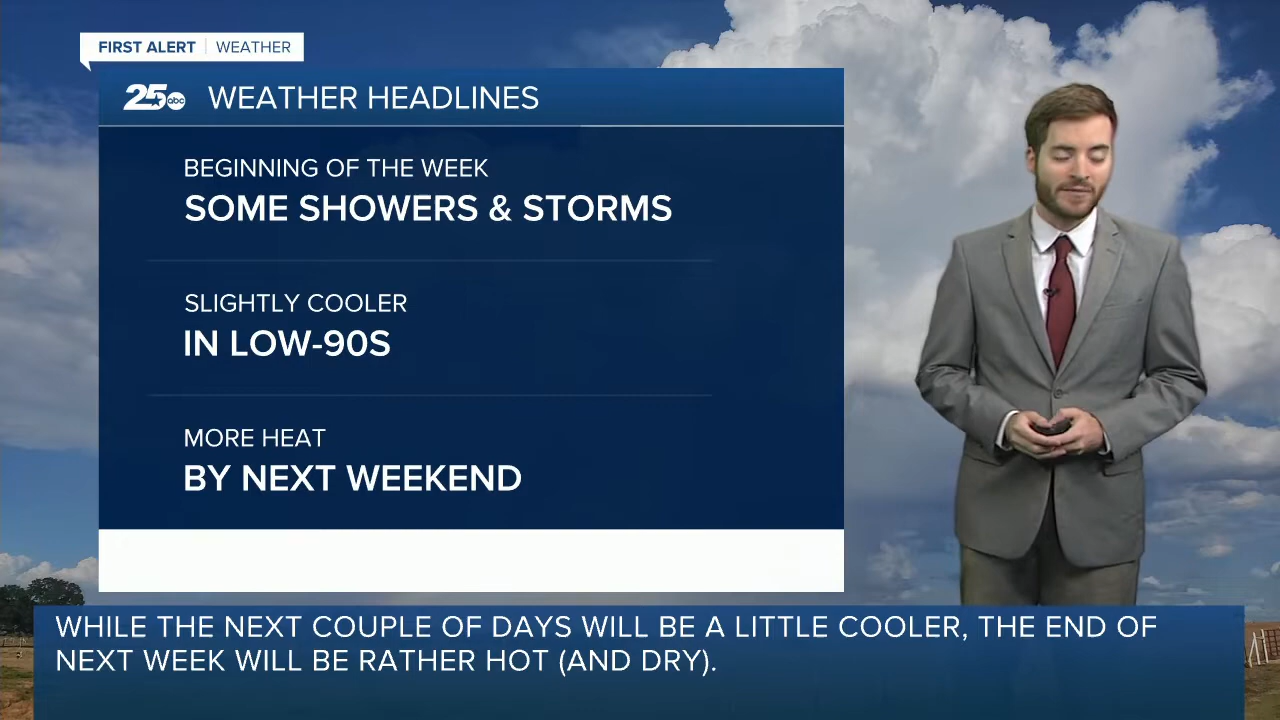 FIRST ALERT WEATHER
25 abc WEATHER HEADLINES
BEGINNING OF THE WEEK
SOME SHOWERS & STORMS
SLIGHTLY COOLER
IN LOW-90S
MORE HEAT
BY NEXT WEEKEND
WHILE THE NEXT COUPLE OF DAYS WILL BE A LITTLE COOLER, THE END OF
NEXT WEEK WILL BE RATHER HOT (AND DRY).